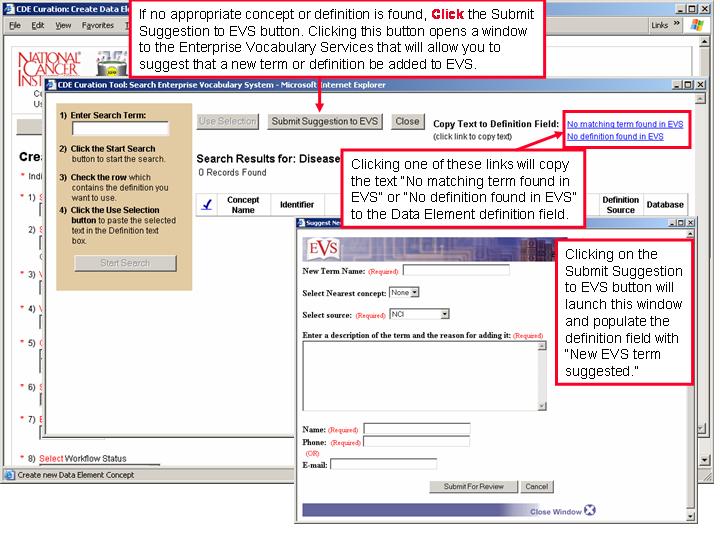 CDE Curation: Create Data El
File Edit View Favorites
Links »
If no appropriate concept or definition is found, Click the Submit
Suggestion to EVS button. Clicking this button opens a window
to the Enterprise Vocabulary Services that will allow you to
suggest that a new term or definition be added to EVS.
NATIONAL
CANCER
INSTITUTE
CDE Curation Tool: Search Enterprise Vocabulary System - Microsoft Internet Explorer
1) Enter Search Term:
2) Click the Start Search
button to start the search.
3) Check the row which
contains the definition you
want to use.
4) Click the Use Selection
button to paste the selected
text in the Definition text
box.
Start Search
Use Selection Submit Suggestion to EVS Close
Copy Text to Definition Field:
(click link to copy text)
No matching term found in EVS
No definition found in EVS
Search Results for: Disease
0 Records Found
Concept Name
Identifier
Definition Source
Database
Clicking one of these links will copy
the text “No matching term found in
EVS” or “No definition found in EVS”
to the Data Element definition field.
Cre
* Indi
* 1) S
2) S
* 3) V
* 4) V
* 5) C
* 6) S
* 7) E
* 8) Select Workflow Status
Create new Data Element Concept
Suggest New
EVS
New Term Name: (Required)
Select Nearest concept: None
Select source: (Required) NCI
Enter a description of the term and the reason for adding it: (Required)
Name: (Required)
Phone: (Required)
(OR)
E-mail:
Submit For Review Cancel
Close Window
Clicking on the
Submit Suggestion
to EVS button will
launch this window
and populate the
definition field with
“New EVS term
suggested.”